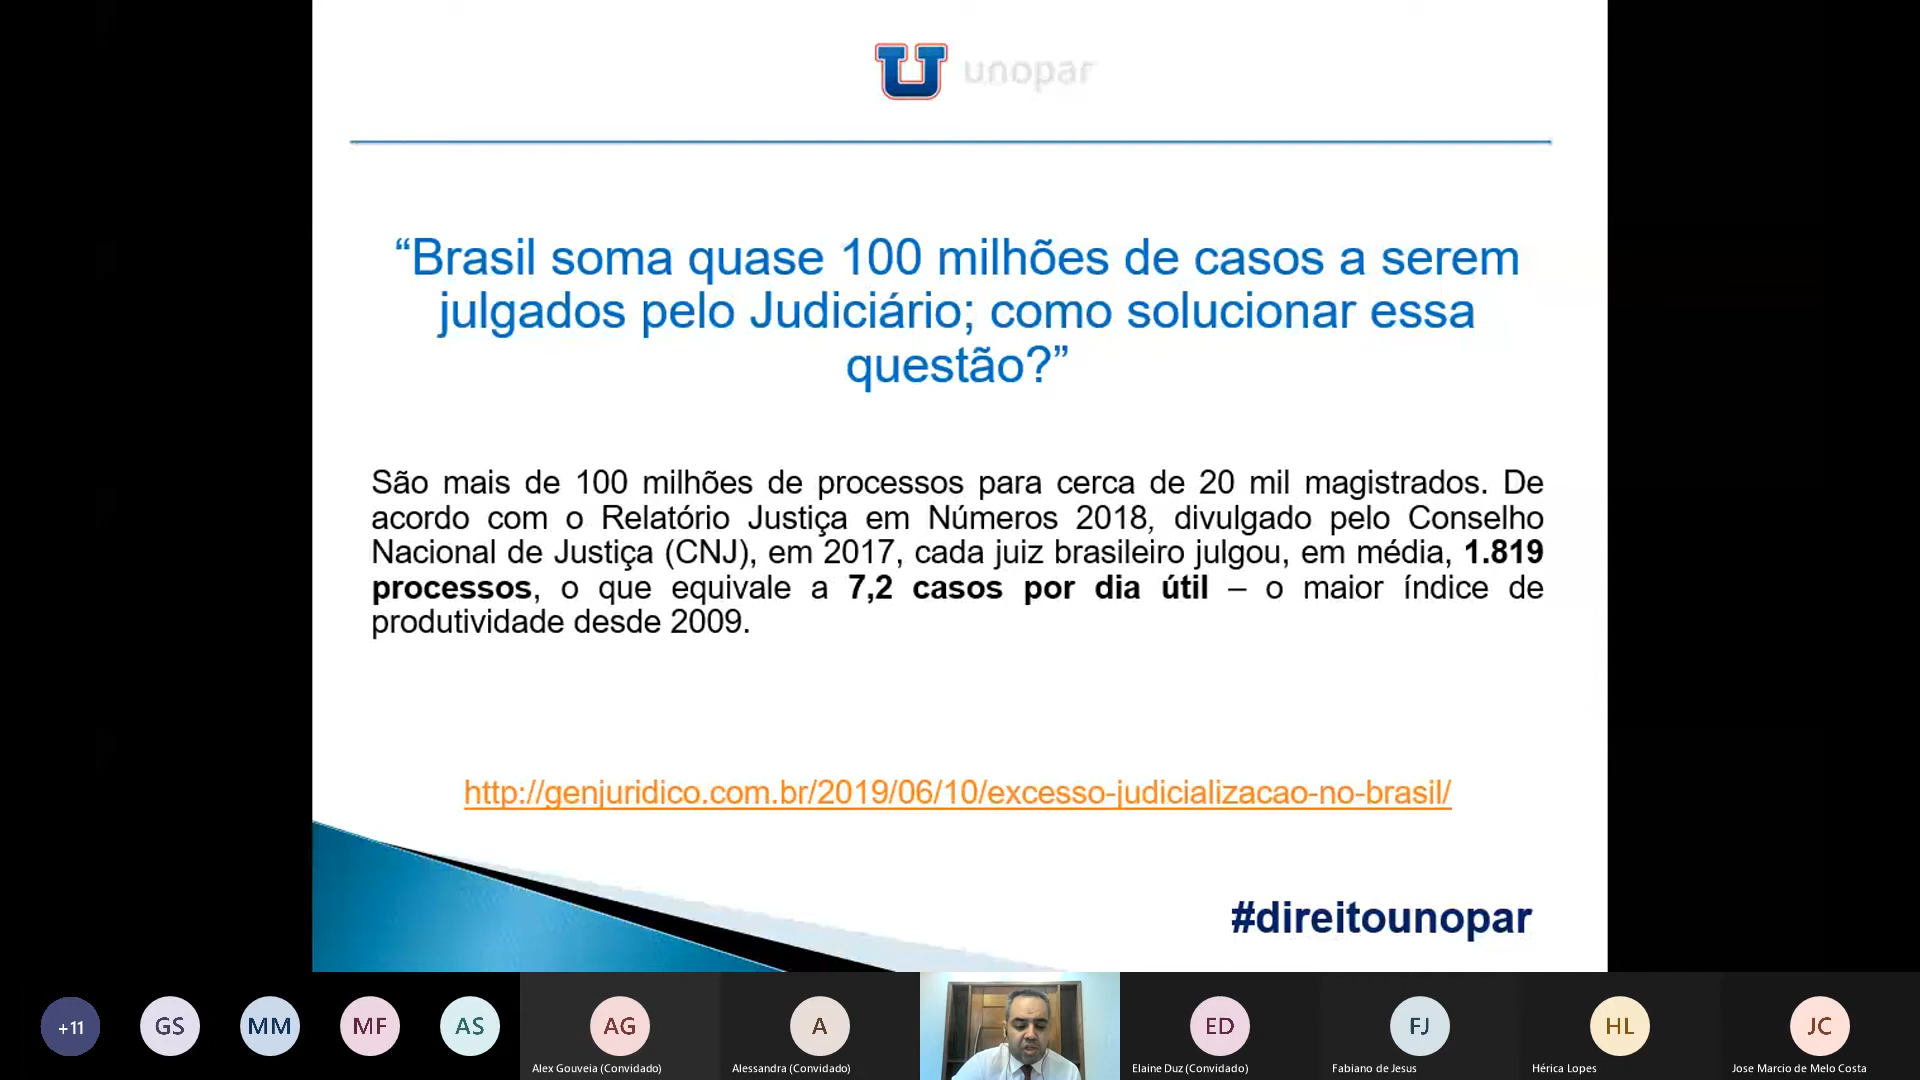 unopar
“Brasil soma quase 100 milhões de casos a serem
julgados pelo Judiciário; como solucionar essa
questão?”
São mais de 100 milhões de processos para cerca de 20 mil magistrados. De
acordo com o Relatório Justiça em Números 2018, divulgado pelo Conselho
Nacional de Justiça (CNJ), em 2017, cada juiz brasileiro julgou, em média, 1.819
processos, o que equivale a 7,2 casos por dia útil – o maior índice de
produtividade desde 2009.
http://genjuridico.com.br/2019/06/10/excesso-judicializacao-no-brasil/
#direitounopar
+11
GS
MM
MF
AS
AG
A
ED
FJ
HL
JC
Alex Gouveia (Convidado)
Alessandra (Convidado)
Elaine Duz (Convidado)
Fabiano de Jesus
Hérica Lopes
Jose Marcio de Melo Costa